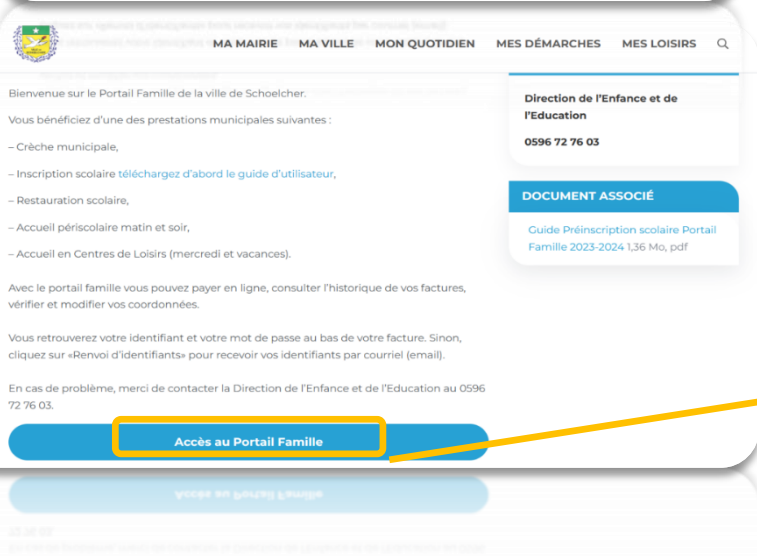 MA MAIRIE MA VILLE MON QUOTIDIEN MES DÉMARCHES MES LOISIRS
Bienvenue sur le Portail Famille de la ville de Schoelcher.
Vous bénéficiez d'une des prestations municipales suivantes :
– Crèche municipale,
– Inscription scolaire téléchargez d'abord le guide d'utilisateur,
– Restauration scolaire,
– Accueil périscolaire matin et soir,
– Accueil en Centres de Loisirs (mercredi et vacances).
Avec le portail famille vous pouvez payer en ligne, consulter l'historique de vos factures,
vérifier et modifier vos coordonnées.
Vous retrouverez votre identifiant et votre mot de passe au bas de votre facture. Sinon,
cliquez sur «Renvoi d'identifiants» pour recevoir vos identifiants par courriel (email).
En cas de problème, merci de contacter la Direction de l'Enfance et de l'Education au 0596
72 76 03.
Accès au Portail Famille
Direction de l'Enfance et de
l'Education
0596 72 76 03
DOCUMENT ASSOCIÉ
Guide Préinscription scolaire Portail
Famille 2023-2024 1,36 Mo, pdf